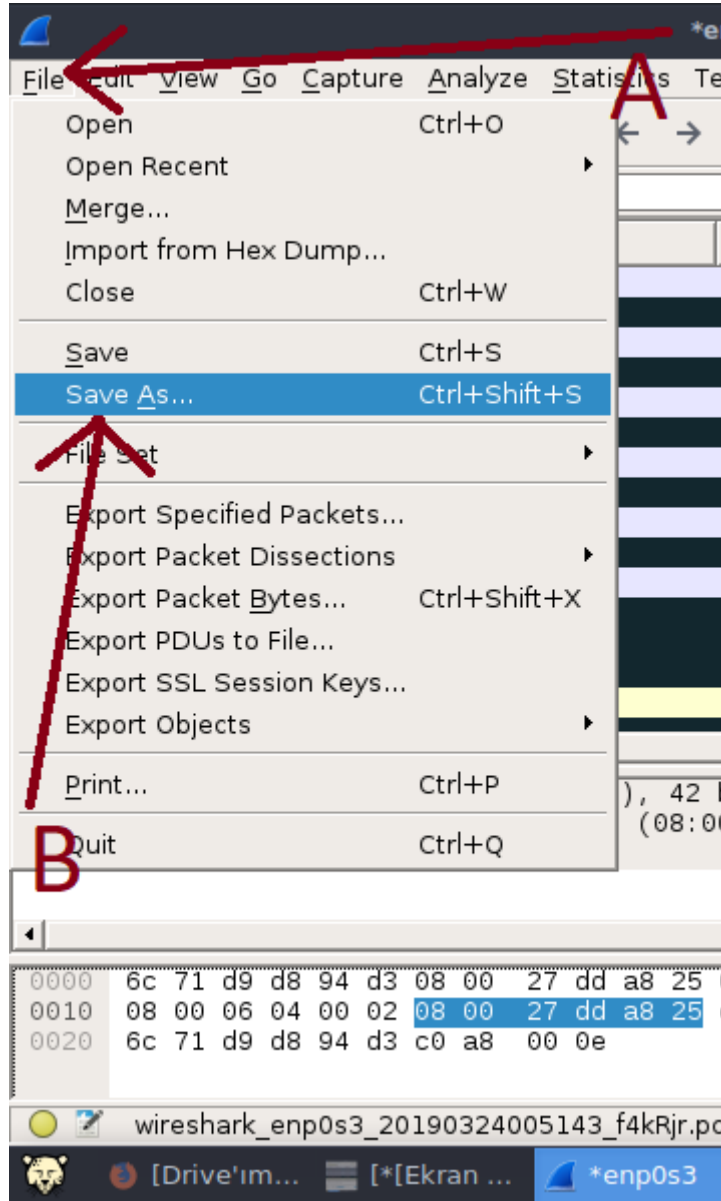 *e
File Edit View Go Capture Analyze Statistics Te
A
Open Ctrl+O
Open Recent
Merge...
Import from Hex Dump...
Close Ctrl+W
Save Ctrl+S
Save As... Ctrl+Shift+S
File Set
Export Specified Packets...
Export Packet Dissections
Export Packet Bytes... Ctrl+Shift+X
Export PDUs to File...
Export SSL Session Keys...
Export Objects
Print... Ctrl+P
), 42
(08:00
Quit Ctrl+Q
B
0000 6c 71 d9 d8 94 d3 08 00 27 dd a8 25
0010 08 00 06 04 00 02 08 00 27 dd a8 25
0020 6c 71 d9 d8 94 d3 c0 a8 00 0e
wireshark_enp0s3_20190324005143_f4kRjr.pc
[Drive'ım... [*[Ekran ... *enp0s3